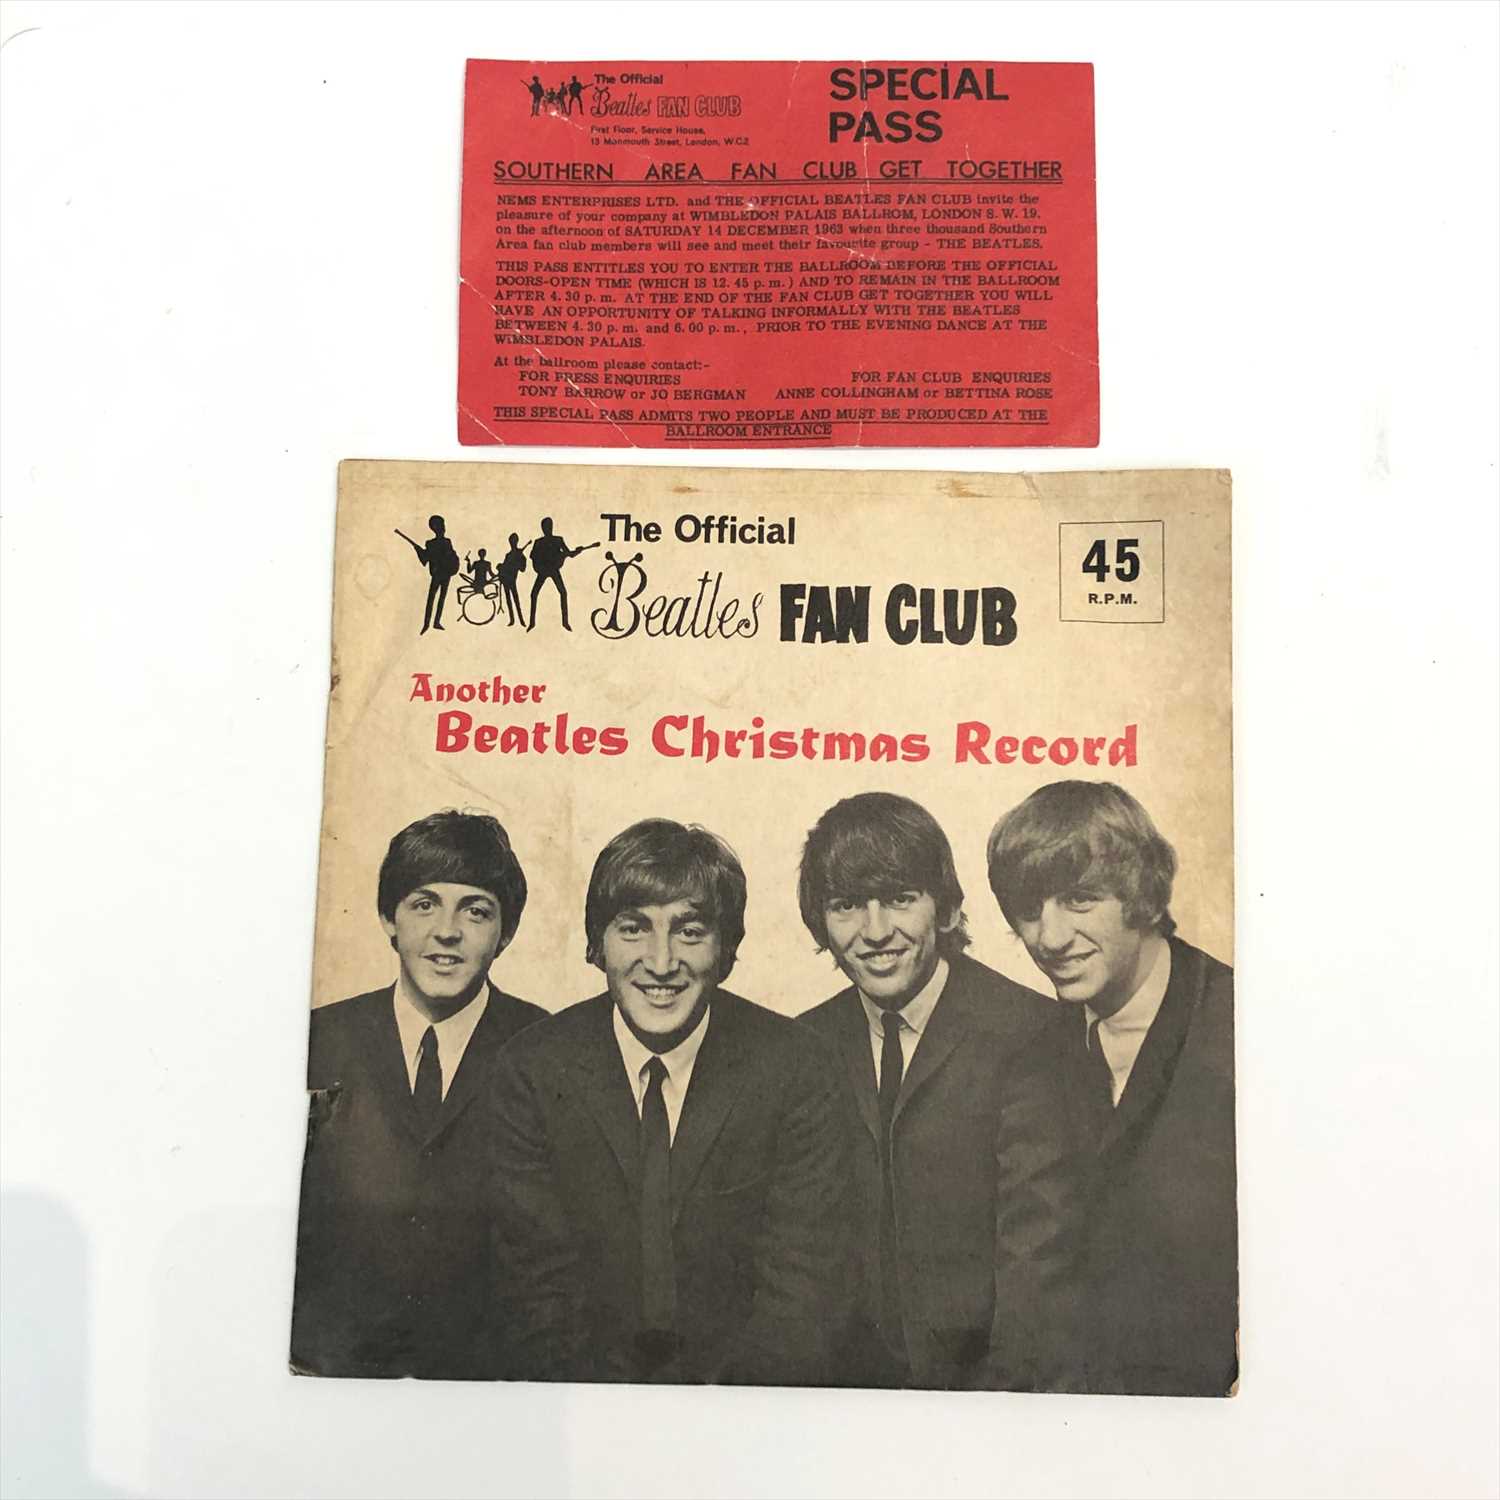 The Official
Beatles FAN CLUB
First Floor, Service House,
13 Monmouth Street, London, W.C.2
SPECIAL
PASS
SOUTHERN AREA FAN CLUB GET TOGETHER
NEMS ENTERPRISES LTD. and THE OFFICIAL BEATLES FAN CLUB invite the
pleasure of your company at WIMBLEDON PALAIS BALLROM, LONDON S. W. 19.
on the afternoon of SATURDAY 14 DECEMBER 1963 when three thousand Southern
Area fan club members will see and meet their favourite group - THE BEATLES.
THIS PASS ENTITLES YOU TO ENTER THE BALLROOM BEFORE THE OFFICIAL
DOORS-OPEN TIME (WHICH IS 12. 45 p. m. ) AND TO REMAIN IN THE BALLROOM
AFTER 4. 30 p. m. AT THE END OF THE FAN CLUB GET TOGETHER YOU WILL
HAVE AN OPPORTUNITY OF TALKING INFORMALLY WITH THE BEATLES
BETWEEN 4. 30 p. m. and 6. 00 p. m. , PRIOR TO THE EVENING DANCE AT THE
WIMBLEDON PALAIS.
At the ballroom please contact:-
FOR PRESS ENQUIRIES FOR FAN CLUB ENQUIRIES
TONY BARROW or JO BERGMAN ANNE COLLINGHAM or BETTINA ROSE
THIS SPECIAL PASS ADMITS TWO PEOPLE AND MUST BE PRODUCED AT THE
BALLROOM ENTRANCE
The Official
Beatles FAN CLUB
45
R.P.M.
Another
Beatles Christmas Record